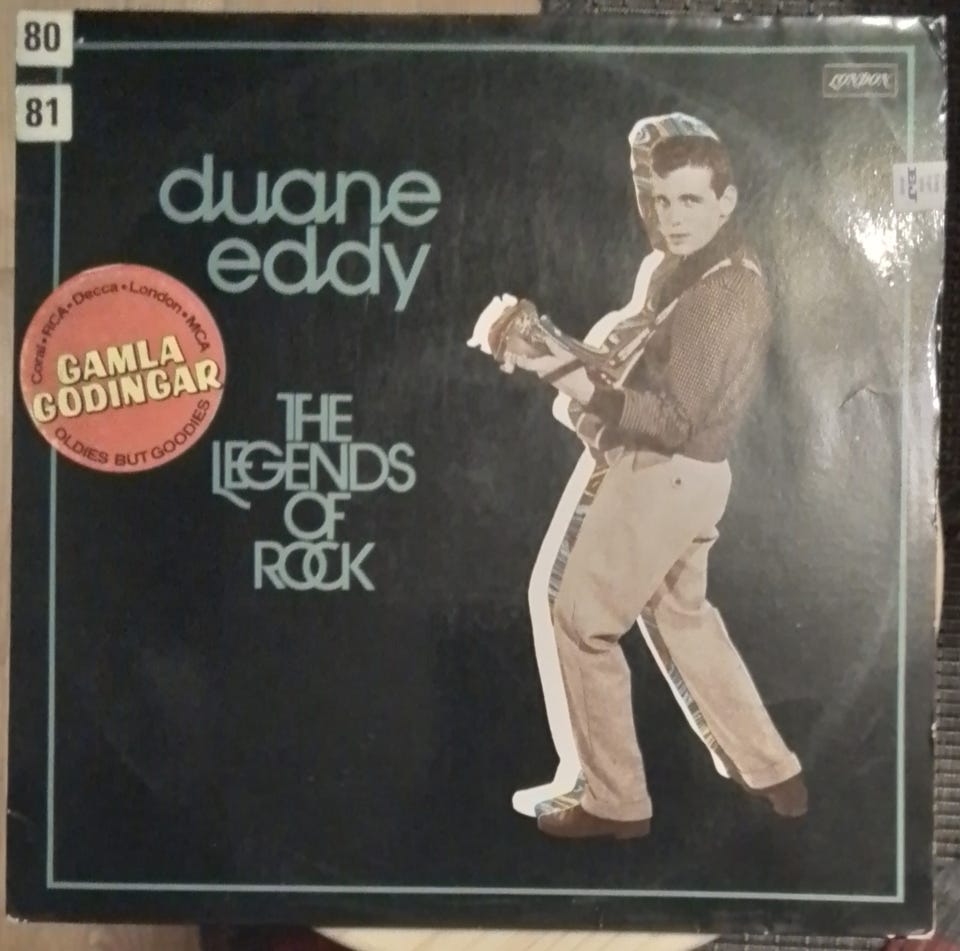 80
81
LONDON
duane
eddy
Coral • RCA • Decca • London • MCA
GAMLA
GODINGAR
OLDIES BUT GOODIES
THE
LEGENDS
OF
ROCK